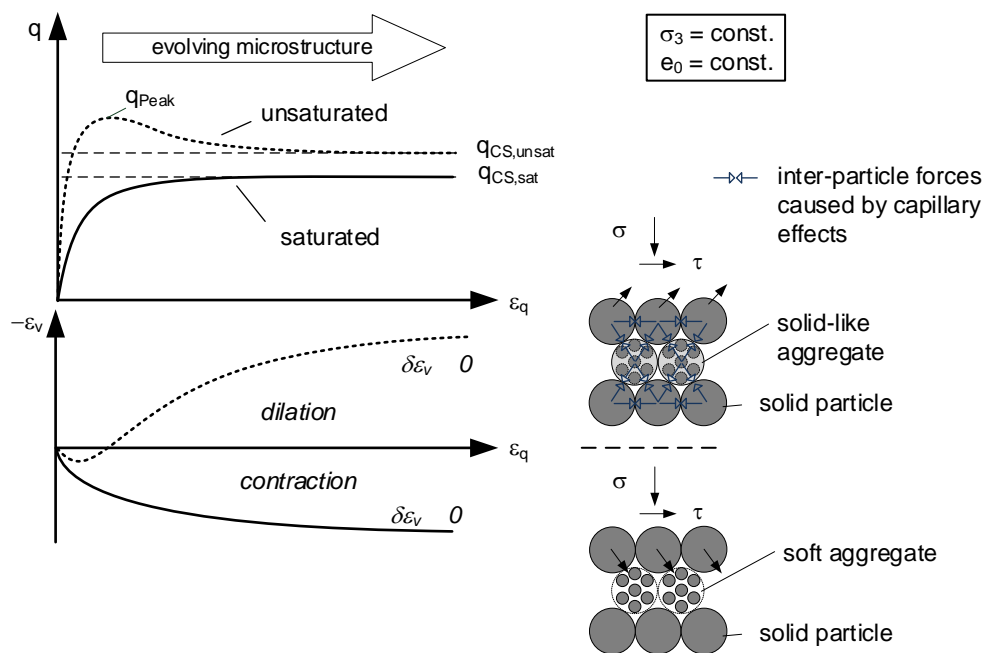 q
evolving microstructure
σ3 = const.
e0 = const.
qPeak
unsaturated
qCS,unsat
qCS,sat
saturated
εq
inter-particle forces
caused by capillary
effects
σ
τ
solid-like
aggregate
solid particle
−εv
δεv 0
dilation
εq
contraction
δεv 0
σ
τ
soft aggregate
solid particle